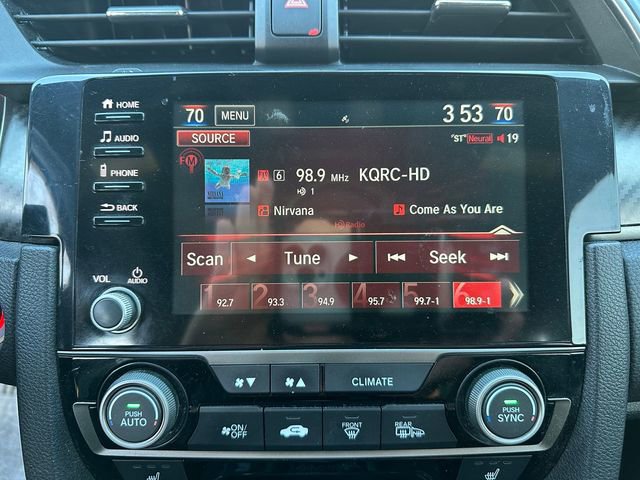 HOME
AUDIO
PHONE
BACK
VOL AUDIO
70 MENU 3 53 70
SOURCE "ST" Neural 19
FM 6 98.9 MHz KQRC-HD
HD 1
Nirvana Come As You Are
HD Radio
Scan Tune Seek
1 2 3 4 5 6
92.7 93.3 94.9 95.7 99.7-1 98.9-1
CLIMATE
PUSH AUTO
ON/OFF FRONT REAR
PUSH SYNC